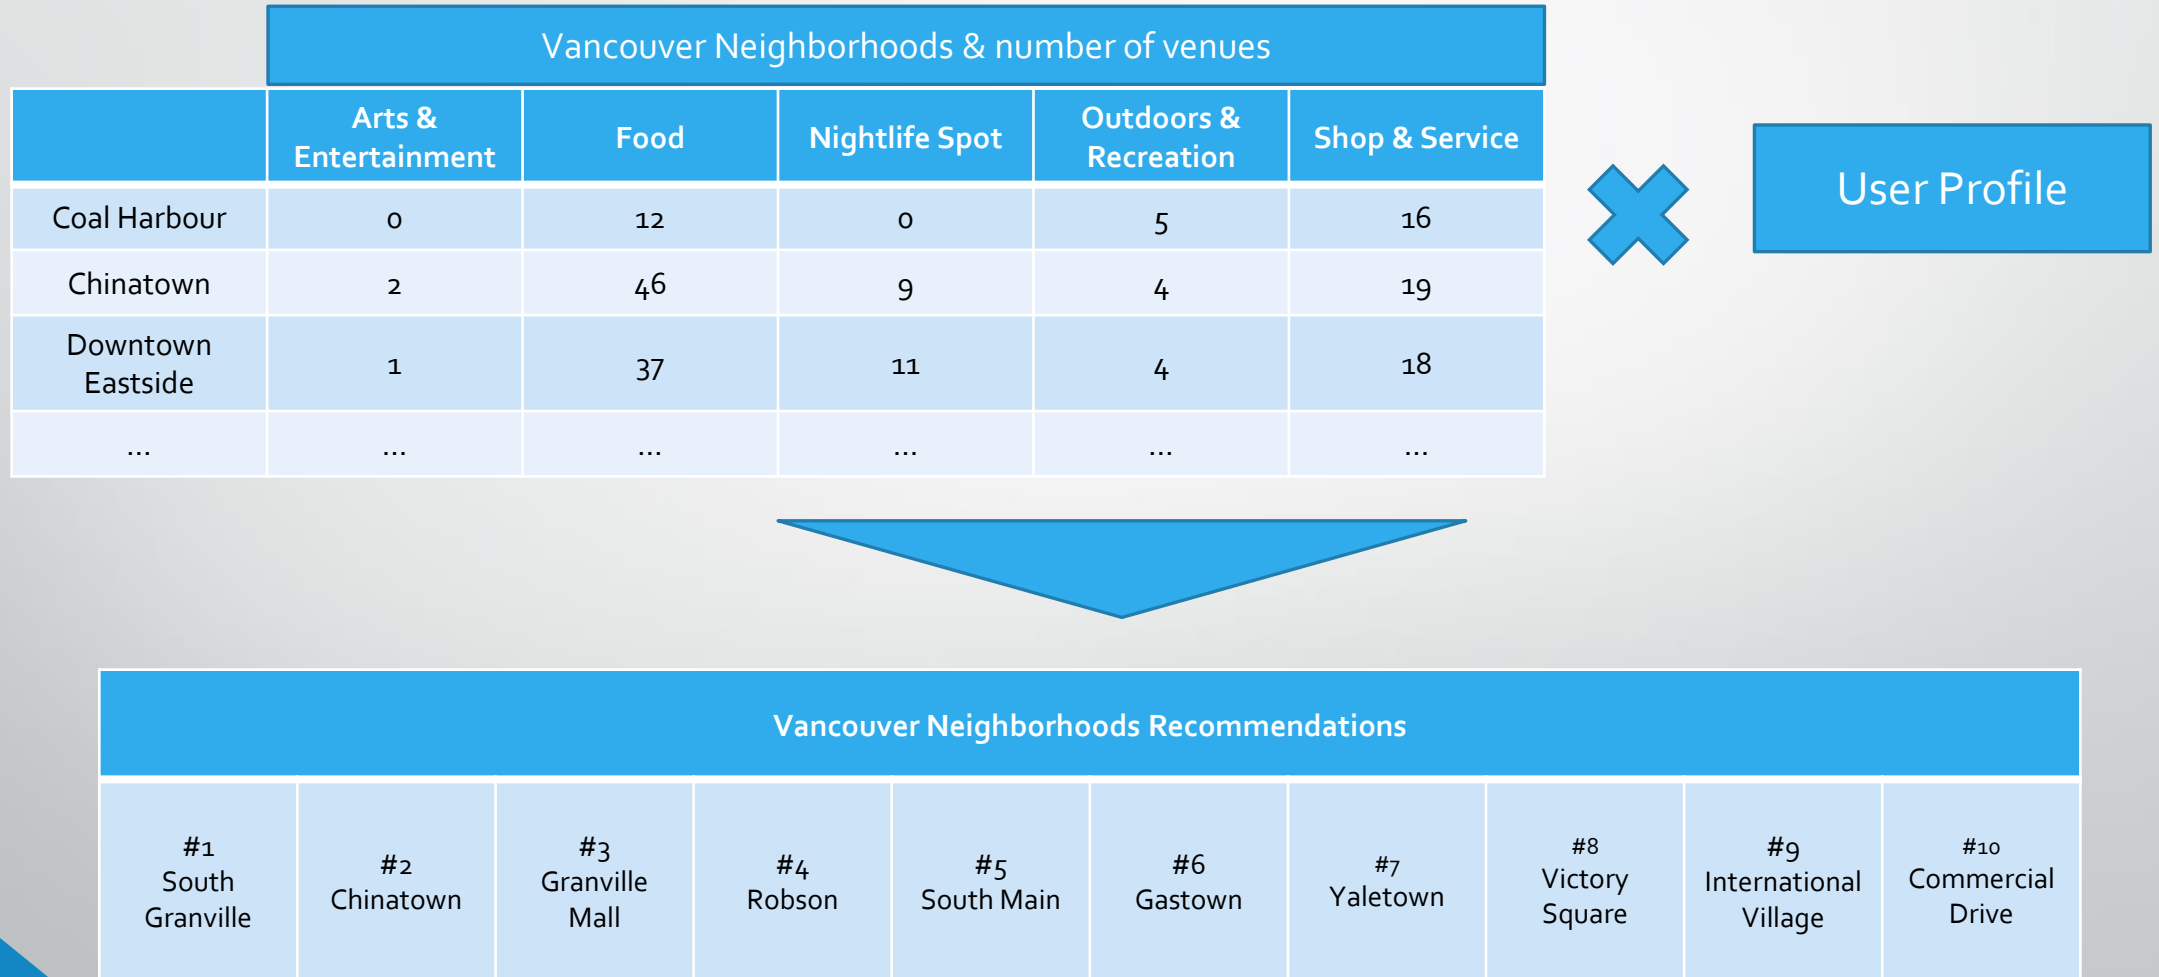 Vancouver Neighborhoods & number of venues
Arts &
Entertainment
Food
Nightlife Spot
Outdoors &
Recreation
Shop & Service
Coal Harbour
0
12
0
5
16
Chinatown
2
46
9
4
19
Downtown
Eastside
1
37
11
4
18
...
...
...
...
...
...
User Profile
Vancouver Neighborhoods Recommendations
#1
South
Granville
#2
Chinatown
#3
Granville
Mall
#4
Robson
#5
South Main
#6
Gastown
#7
Yaletown
#8
Victory
Square
#9
International
Village
#10
Commercial
Drive